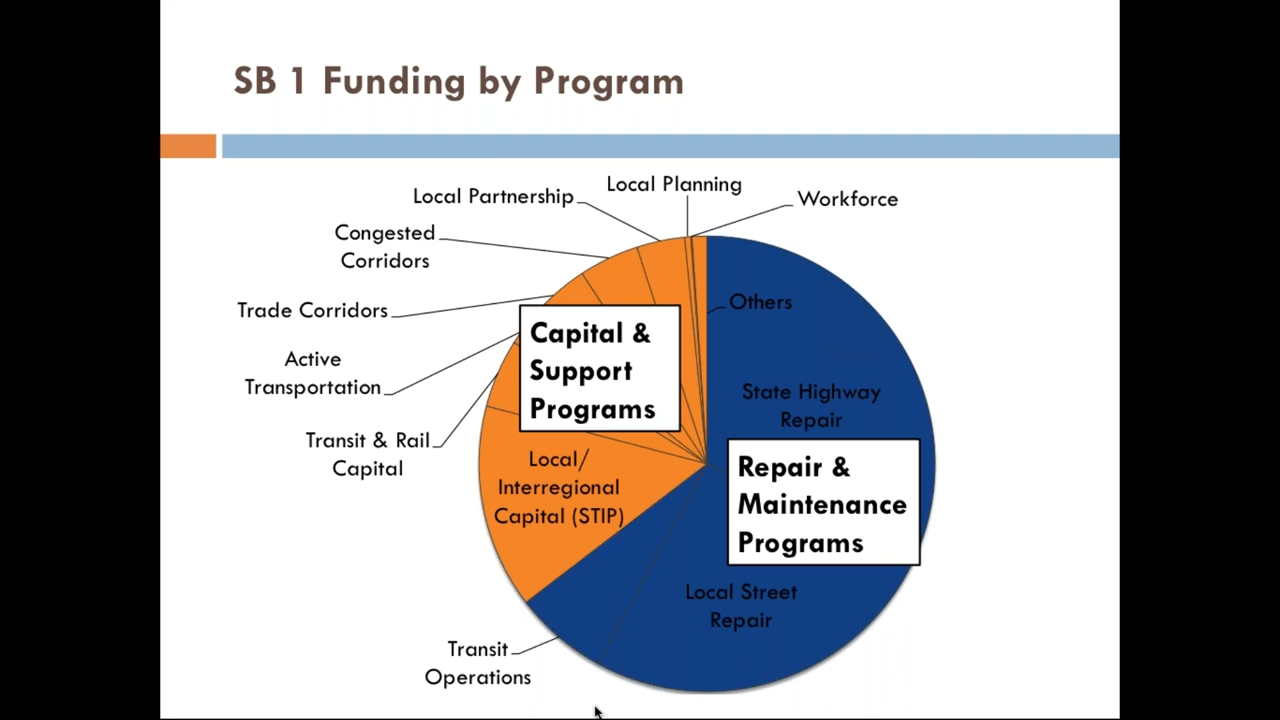 SB 1 Funding by Program
Local Partnership
Local Planning
Workforce
Congested
Corridors
Trade Corridors
Others
Active
Transportation
Capital &
Support
Programs
State Highway
Repair
Transit & Rail
Capital
Local/
Interregional
Capital (STIP)
Repair &
Maintenance
Programs
Local Street
Repair
Transit
Operations